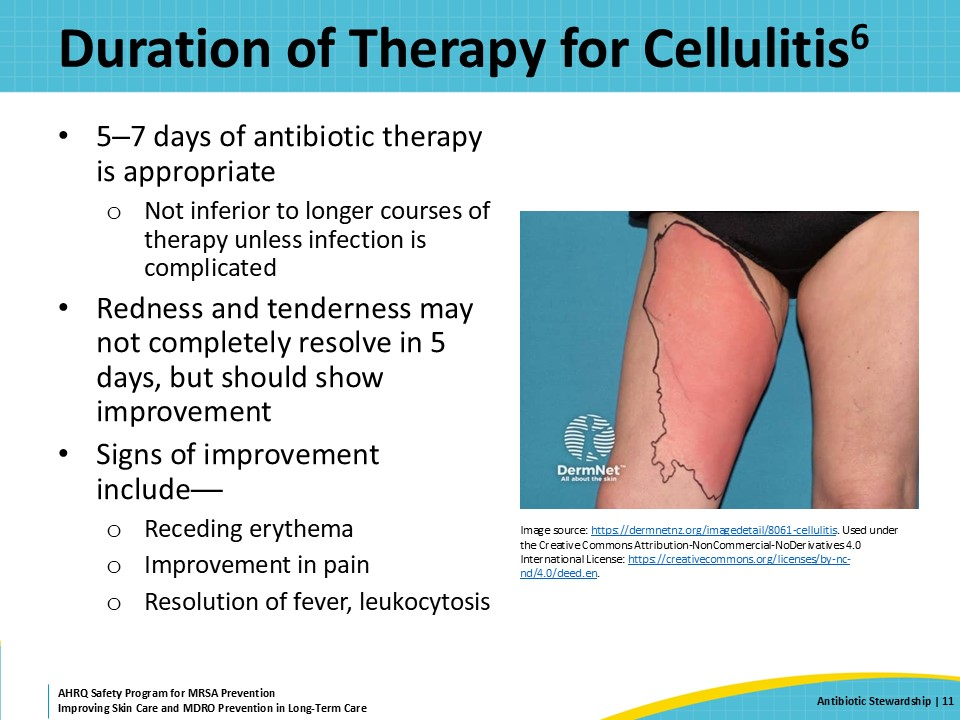 Duration of Therapy for Cellulitis⁶
• 5–7 days of antibiotic therapy
is appropriate
o Not inferior to longer courses of
therapy unless infection is
complicated
• Redness and tenderness may
not completely resolve in 5
days, but should show
improvement
• Signs of improvement
include—
o Receding erythema
o Improvement in pain
o Resolution of fever, leukocytosis
DermNet™
All about the skin
Image source: https://dermnetnz.org/imagedetail/8061-cellulitis. Used under
the Creative Commons Attribution-NonCommercial-NoDerivatives 4.0
International License: https://creativecommons.org/licenses/by-nc-
nd/4.0/deed.en.
AHRQ Safety Program for MRSA Prevention
Improving Skin Care and MDRO Prevention in Long-Term Care
Antibiotic Stewardship | 11